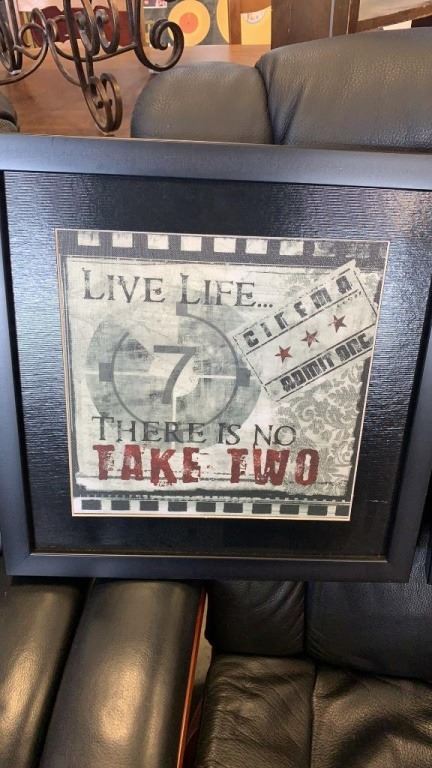 LIVE LIFE...
CINEMA
ADMIT ONE
7
THERE IS NO
TAKE TWO